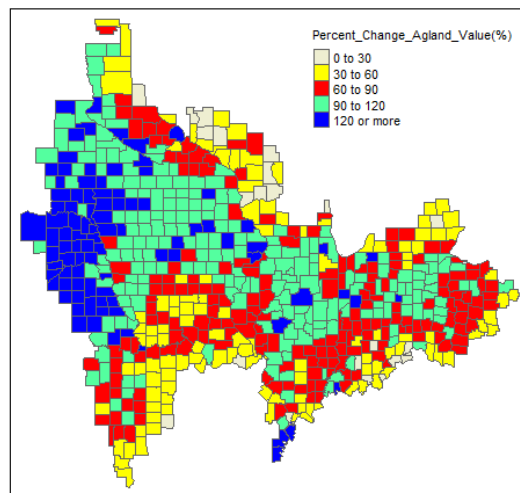 Percent_Change_Agland_Value(%)
0 to 30
30 to 60
60 to 90
90 to 120
120 or more